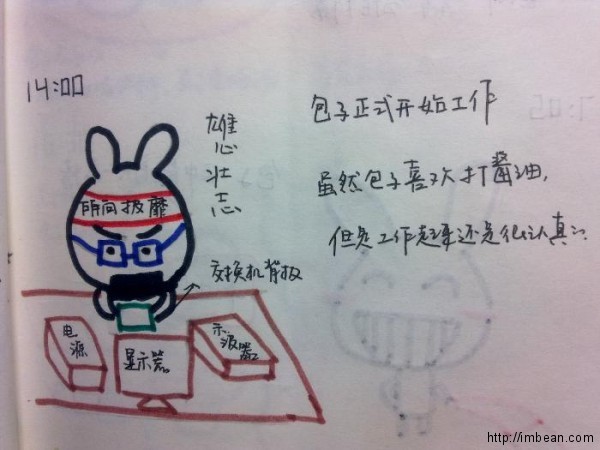 14:00
雄
心
壮
志
所向披靡
交换机背板
电
源
显示器
示
波
器
包子正式开始工作
虽然包子喜欢打酱油,
但是工作起来还是很认真
http://imbean.com